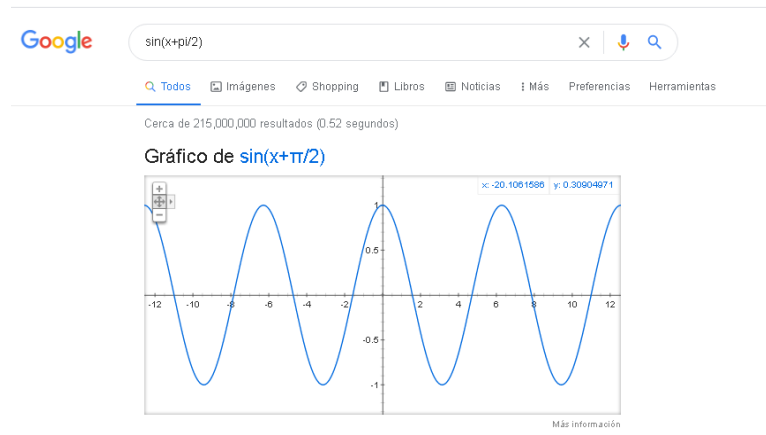 Google
sin(x+pi/2)
Todos Imágenes Shopping Libros Noticias Más Preferencias Herramientas
Cerca de 215,000,000 resultados (0.52 segundos)
Gráfico de sin(x+π/2)
x: -20.1061586 y: 0.30904971
1
0.5
-12 -10 -8 -6 -4 -2 2 4 6 8 10 12
-0.5
-1
Más información